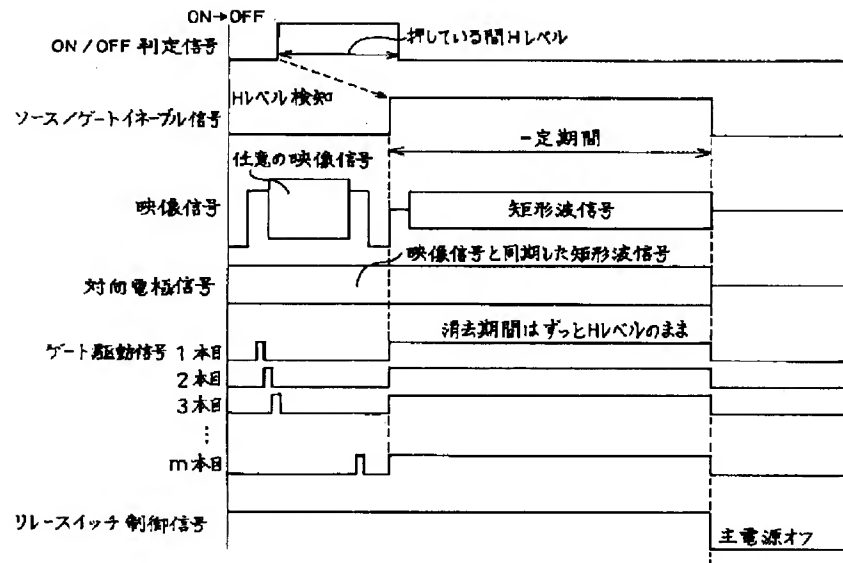 ON→OFF
ON/OFF 判定信号
押している間Hレベル
Hレベル検知
ソース/ゲートイネーブル信号
一定期間
任意の映像信号
映像信号
矩形波信号
映像信号と同期した矩形波信号
対向電極信号
消去期間はずっとHレベルのまま
ゲート駆動信号 1本目
2本目
3本目
⋮
m本目
リレースイッチ制御信号
主電源オフ